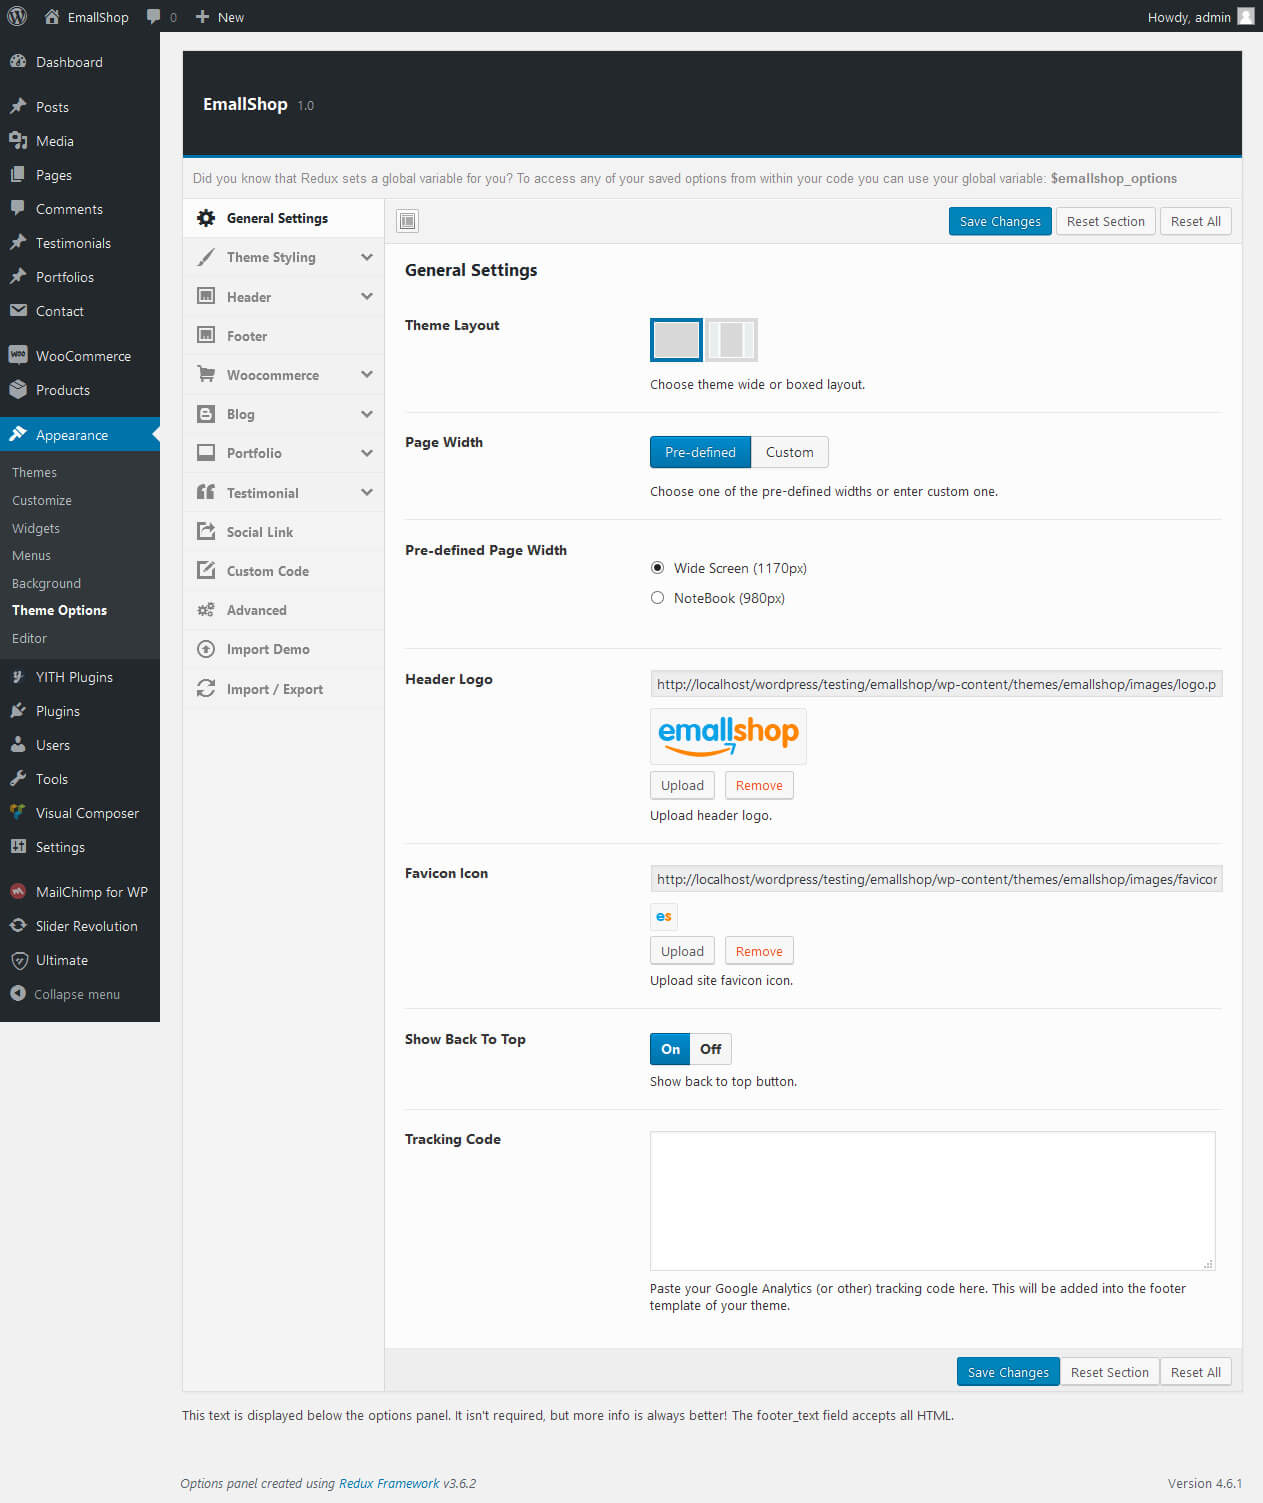 EmallShop 0 New Howdy, admin
Dashboard
Posts
Media
Pages
Comments
Testimonials
Portfolios
Contact
WooCommerce
Products
Appearance
Themes
Customize
Widgets
Menus
Background
Theme Options
Editor
YITH Plugins
Plugins
Users
Tools
Visual Composer
Settings
MailChimp for WP
Slider Revolution
Ultimate
Collapse menu
EmallShop 1.0
Did you know that Redux sets a global variable for you? To access any of your saved options from within your code you can use your global variable: $emallshop_options
General Settings
Theme Styling
Header
Footer
Woocommerce
Blog
Portfolio
Testimonial
Social Link
Custom Code
Advanced
Import Demo
Import / Export
Save Changes Reset Section Reset All
General Settings
Theme Layout
Choose theme wide or boxed layout.
Page Width
Pre-defined Custom
Choose one of the pre-defined widths or enter custom one.
Pre-defined Page Width
Wide Screen (1170px)
NoteBook (980px)
Header Logo
http://localhost/wordpress/testing/emallshop/wp-content/themes/emallshop/images/logo.p
emallshop
Upload Remove
Upload header logo.
Favicon Icon
http://localhost/wordpress/testing/emallshop/wp-content/themes/emallshop/images/favicon
es
Upload Remove
Upload site favicon icon.
Show Back To Top
On Off
Show back to top button.
Tracking Code
Paste your Google Analytics (or other) tracking code here. This will be added into the footer
template of your theme.
Save Changes Reset Section Reset All
This text is displayed below the options panel. It isn't required, but more info is always better! The footer_text field accepts all HTML.
Options panel created using Redux Framework v3.6.2
Version 4.6.1